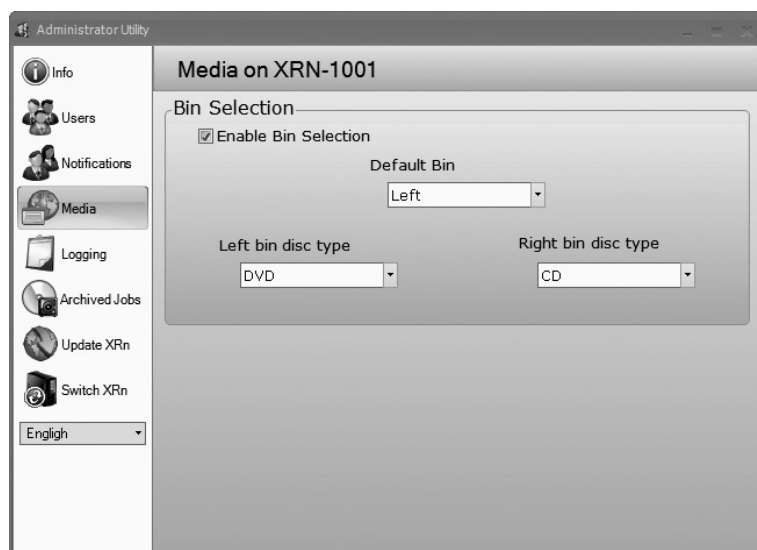 Administrator Utility
Info
Users
Notifications
Media
Logging
Archived Jobs
Update XRn
Switch XRn
Engligh
Media on XRN-1001
Bin Selection
Enable Bin Selection
Default Bin
Left
Left bin disc type
DVD
Right bin disc type
CD